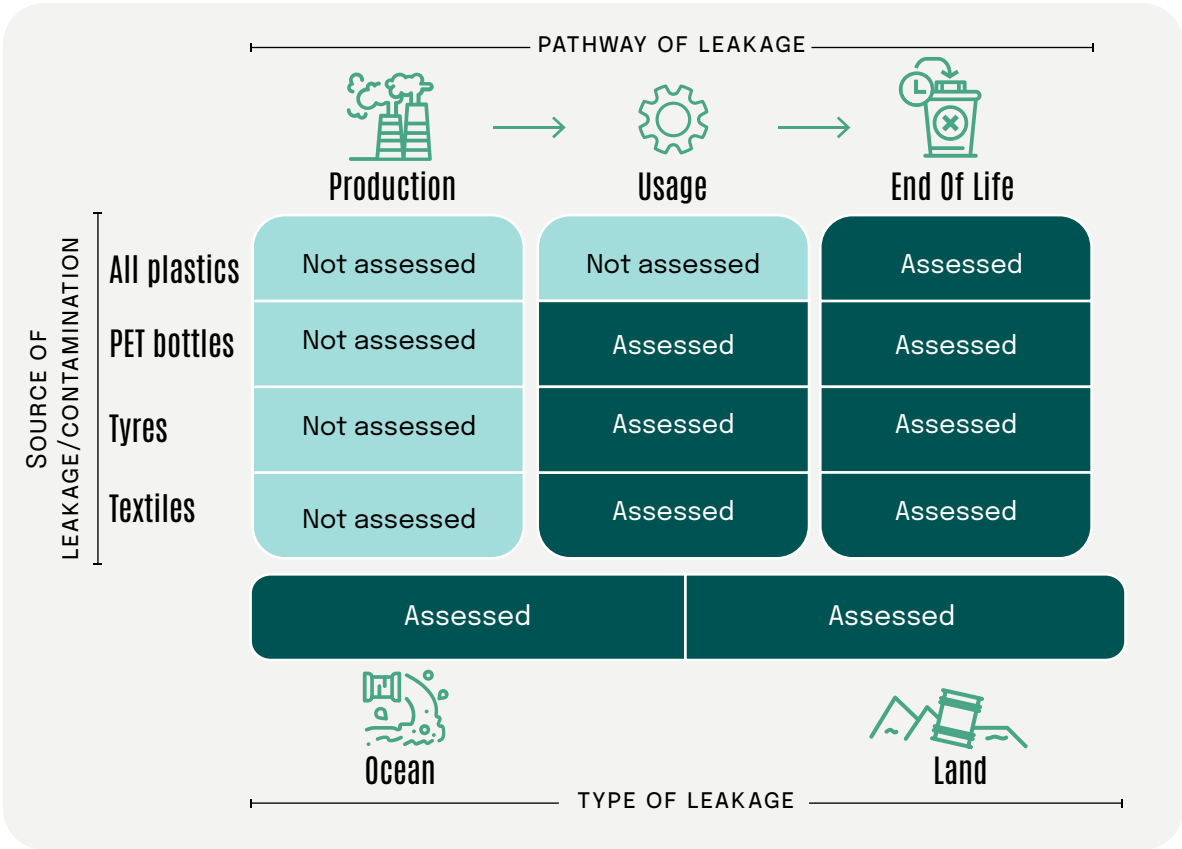 PATHWAY OF LEAKAGE
Production
Usage
End Of Life
SOURCE OF
LEAKAGE/CONTAMINATION
All plastics
Not assessed
Not assessed
Assessed
PET bottles
Not assessed
Assessed
Assessed
Tyres
Not assessed
Assessed
Assessed
Textiles
Not assessed
Assessed
Assessed
Assessed
Assessed
Ocean
Land
TYPE OF LEAKAGE